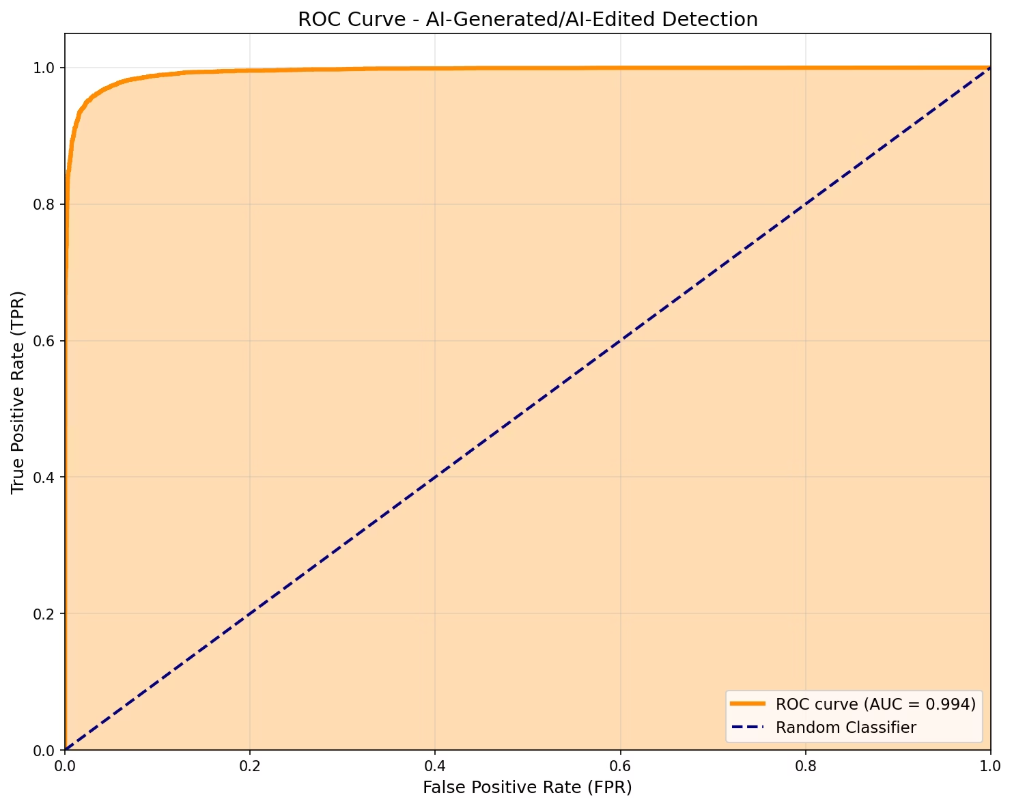 ROC Curve - AI-Generated/AI-Edited Detection
1.0
0.8
0.6
0.4
0.2
0.0
True Positive Rate (TPR)
ROC curve (AUC = 0.994)
Random Classifier
0.0 0.2 0.4 0.6 0.8 1.0
False Positive Rate (FPR)